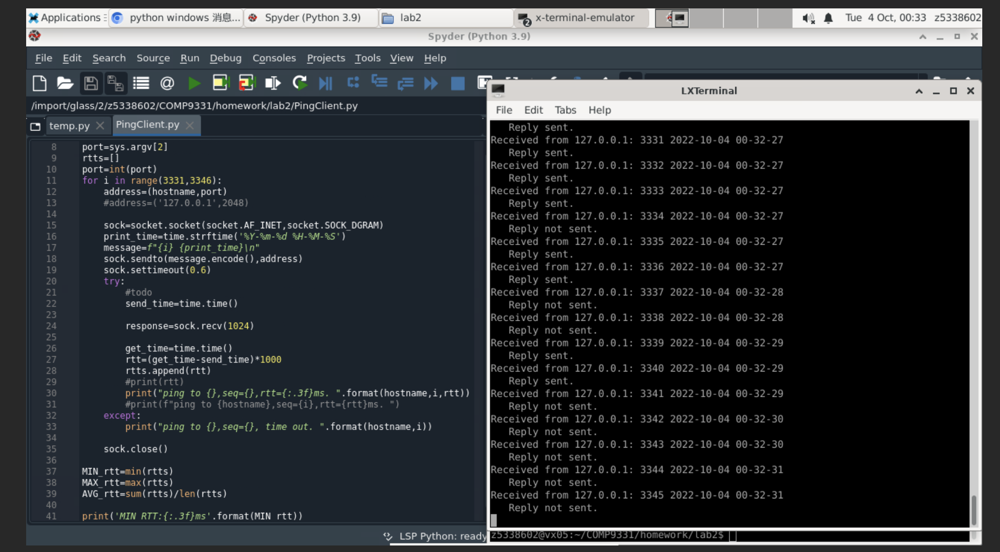 Applications
python windows 消息...
Spyder (Python 3.9)
lab2
2
x-terminal-emulator
Tue 4 Oct, 00:33 z5338602
Spyder (Python 3.9)
File Edit Search Source Run Debug Consoles Projects Tools View Help
/import/glass/2/z5338602/COMP9331/homework/lab2/PingClient.py
temp.py
PingClient.py
8 port=sys.argv[2]
9 rtts=[]
10 port=int(port)
11 for i in range(3331,3346):
12 address=(hostname,port)
13 #address=('127.0.0.1',2048)
14
15 sock=socket.socket(socket.AF_INET,socket.SOCK_DGRAM)
16 print_time=time.strftime('%Y-%m-%d %H-%M-%S')
17 message=f"{i} {print_time}\n"
18 sock.sendto(message.encode(),address)
19 sock.settimeout(0.6)
20 try:
21 #todo
22 send_time=time.time()
23
24 response=sock.recv(1024)
25
26 get_time=time.time()
27 rtt=(get_time-send_time)*1000
28 rtts.append(rtt)
29 #print(rtt)
30 print("ping to {},seq={},rtt={:.3f}ms. ".format(hostname,i,rtt))
31 #print(f"ping to {hostname},seq={i},rtt={rtt}ms. ")
32 except:
33 print("ping to {},seq={}, time out. ".format(hostname,i))
34
35 sock.close()
36
37 MIN_rtt=min(rtts)
38 MAX_rtt=max(rtts)
39 AVG_rtt=sum(rtts)/len(rtts)
40
41 print('MIN RTT:{:.3f}ms'.format(MIN rtt))
LSP Python: ready
LXTerminal
File Edit Tabs Help
Reply sent.
Received from 127.0.0.1: 3331 2022-10-04 00-32-27
Reply sent.
Received from 127.0.0.1: 3332 2022-10-04 00-32-27
Reply sent.
Received from 127.0.0.1: 3333 2022-10-04 00-32-27
Reply sent.
Received from 127.0.0.1: 3334 2022-10-04 00-32-27
Reply not sent.
Received from 127.0.0.1: 3335 2022-10-04 00-32-27
Reply sent.
Received from 127.0.0.1: 3336 2022-10-04 00-32-27
Reply sent.
Received from 127.0.0.1: 3337 2022-10-04 00-32-28
Reply not sent.
Received from 127.0.0.1: 3338 2022-10-04 00-32-28
Reply not sent.
Received from 127.0.0.1: 3339 2022-10-04 00-32-29
Reply sent.
Received from 127.0.0.1: 3340 2022-10-04 00-32-29
Reply sent.
Received from 127.0.0.1: 3341 2022-10-04 00-32-29
Reply not sent.
Received from 127.0.0.1: 3342 2022-10-04 00-32-30
Reply not sent.
Received from 127.0.0.1: 3343 2022-10-04 00-32-30
Reply not sent.
Received from 127.0.0.1: 3344 2022-10-04 00-32-31
Reply not sent.
Received from 127.0.0.1: 3345 2022-10-04 00-32-31
Reply not sent.
z5338602@vx05:~/COMP9331/homework/lab2$